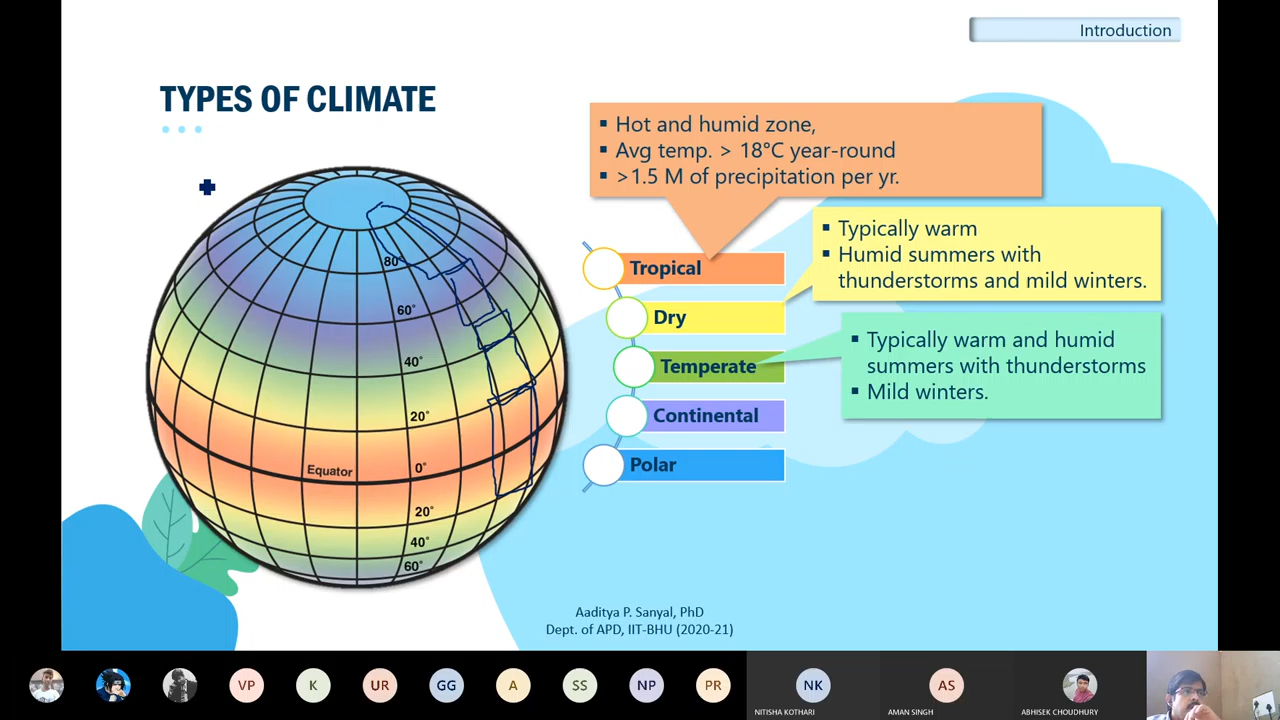 Introduction
TYPES OF CLIMATE
▪ Hot and humid zone,
▪ Avg temp. > 18°C year-round
▪ >1.5 M of precipitation per yr.
▪ Typically warm
▪ Humid summers with
thunderstorms and mild winters.
▪ Typically warm and humid
summers with thunderstorms
▪ Mild winters.
Tropical
Dry
Temperate
Continental
Polar
80°
60°
40°
20°
Equator 0°
20°
40°
60°
Aaditya P. Sanyal, PhD
Dept. of APD, IIT-BHU (2020-21)
VP K UR GG A SS NP PR NK AS
NITISHA KOTHARI AMAN SINGH ABHISEK CHOUDHURY